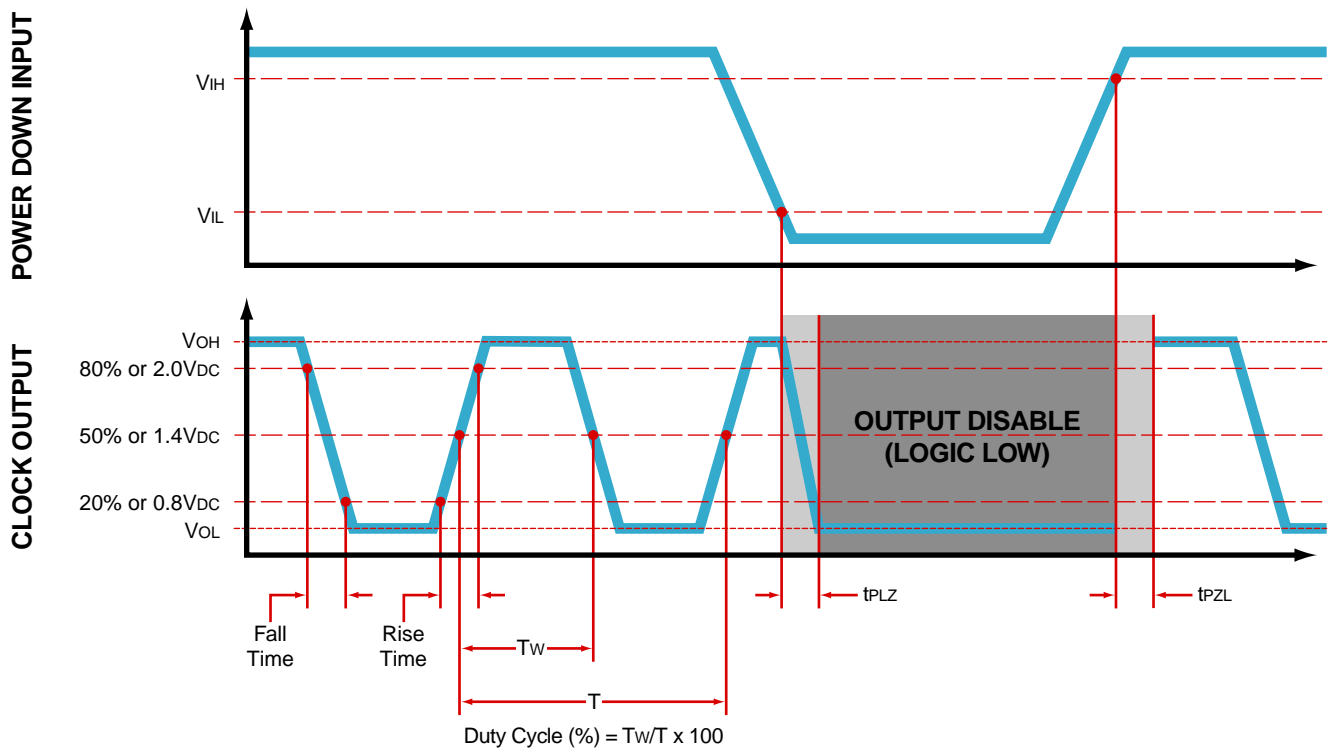 POWER DOWN INPUT
VIH
VIL
CLOCK OUTPUT
VOH
80% or 2.0VDC
50% or 1.4VDC
20% or 0.8VDC
VOL
OUTPUT DISABLE
(LOGIC LOW)
tPLZ
tPZL
Fall
Time
Rise
Time
TW
T
Duty Cycle (%) = TW/T x 100